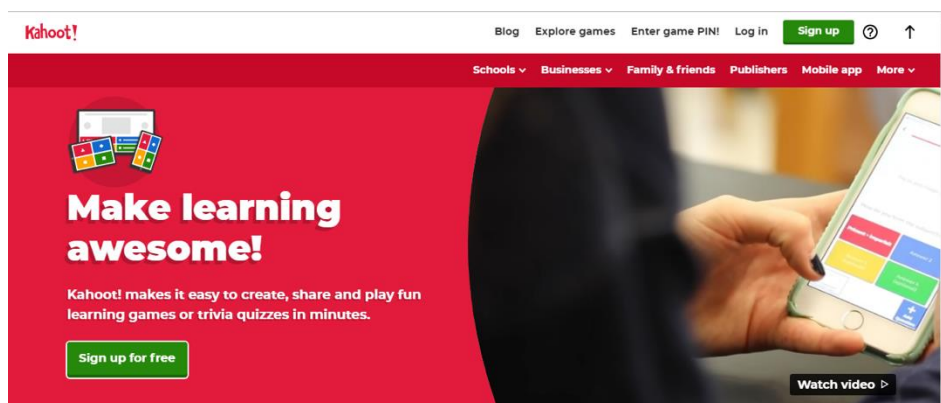 Kahoot!
Blog Explore games Enter game PIN! Log in Sign up
Schools Businesses Family & friends Publishers Mobile app More
Make learning
awesome!
Kahoot! makes it easy to create, share and play fun
learning games or trivia quizzes in minutes.
Sign up for free
Watch video